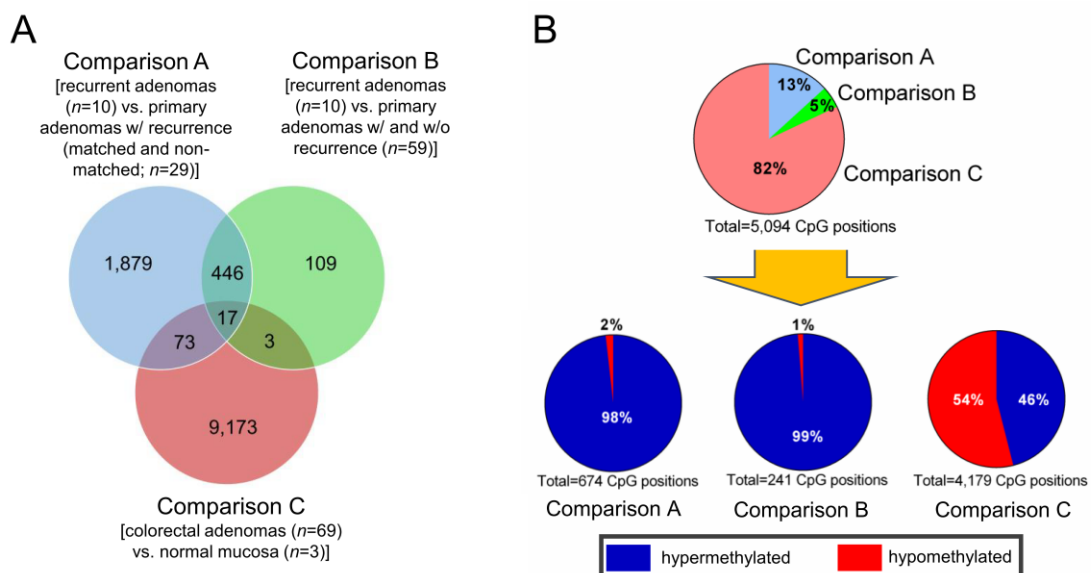 A
Comparison A
[recurrent adenomas
(n=10) vs. primary
adenomas w/ recurrence
(matched and non-
matched; n=29)]
Comparison B
[recurrent adenomas
(n=10) vs. primary
adenomas w/ and w/o
recurrence (n=59)]
1,879
446
109
17
73
3
9,173
Comparison C
[colorectal adenomas (n=69)
vs. normal mucosa (n=3)]
B
Comparison A
13%
Comparison B
5%
82%
Comparison C
Total=5,094 CpG positions
2%
98%
Total=674 CpG positions
Comparison A
1%
99%
Total=241 CpG positions
Comparison B
54%
46%
Total=4,179 CpG positions
Comparison C
hypermethylated
hypomethylated